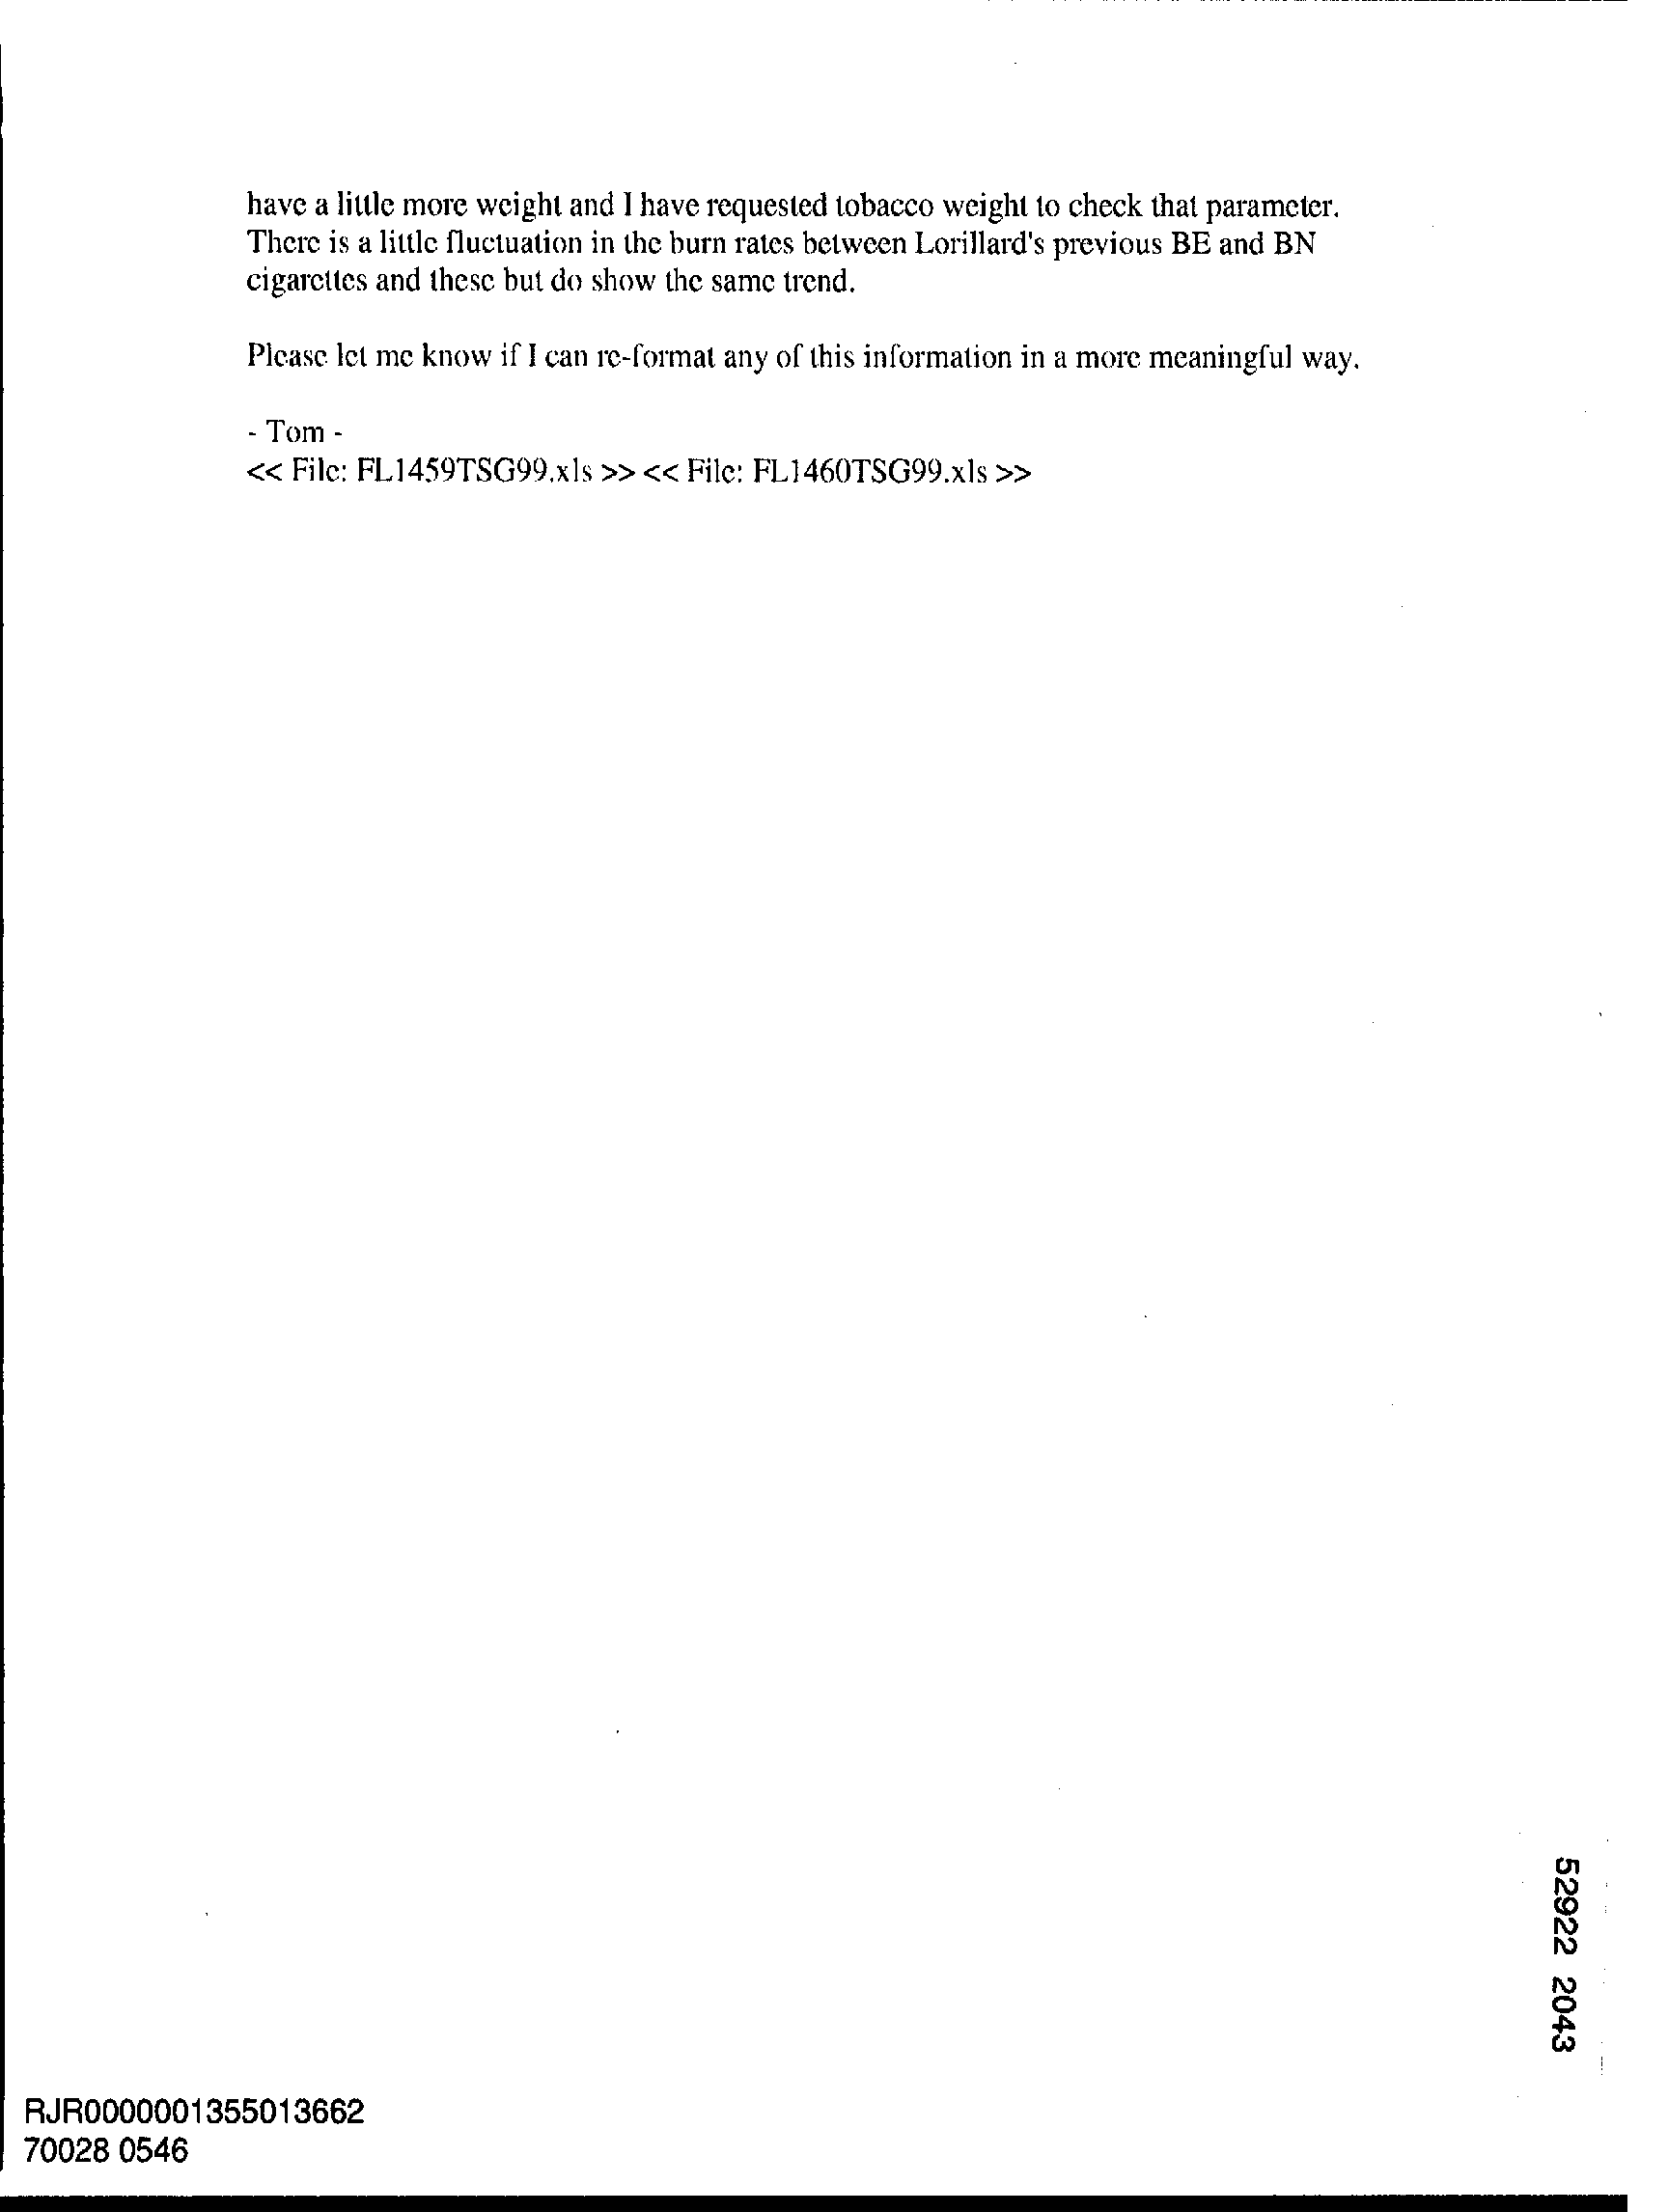 have a little more weight and I have requested tobacco weight to check that parameter.
There is a little fluctuation in the burn rates between Lorillard's previous BE and BN
cigarettes and these but do show the same trend.
Please let me know if I can re-format any of this information in a more meaningful way.
- Tom -
<< File: FL1459TSG99.xls >> << File: FL1460TSG99.xls >>
52922 2043
RJR0000001355013662
70028 0546